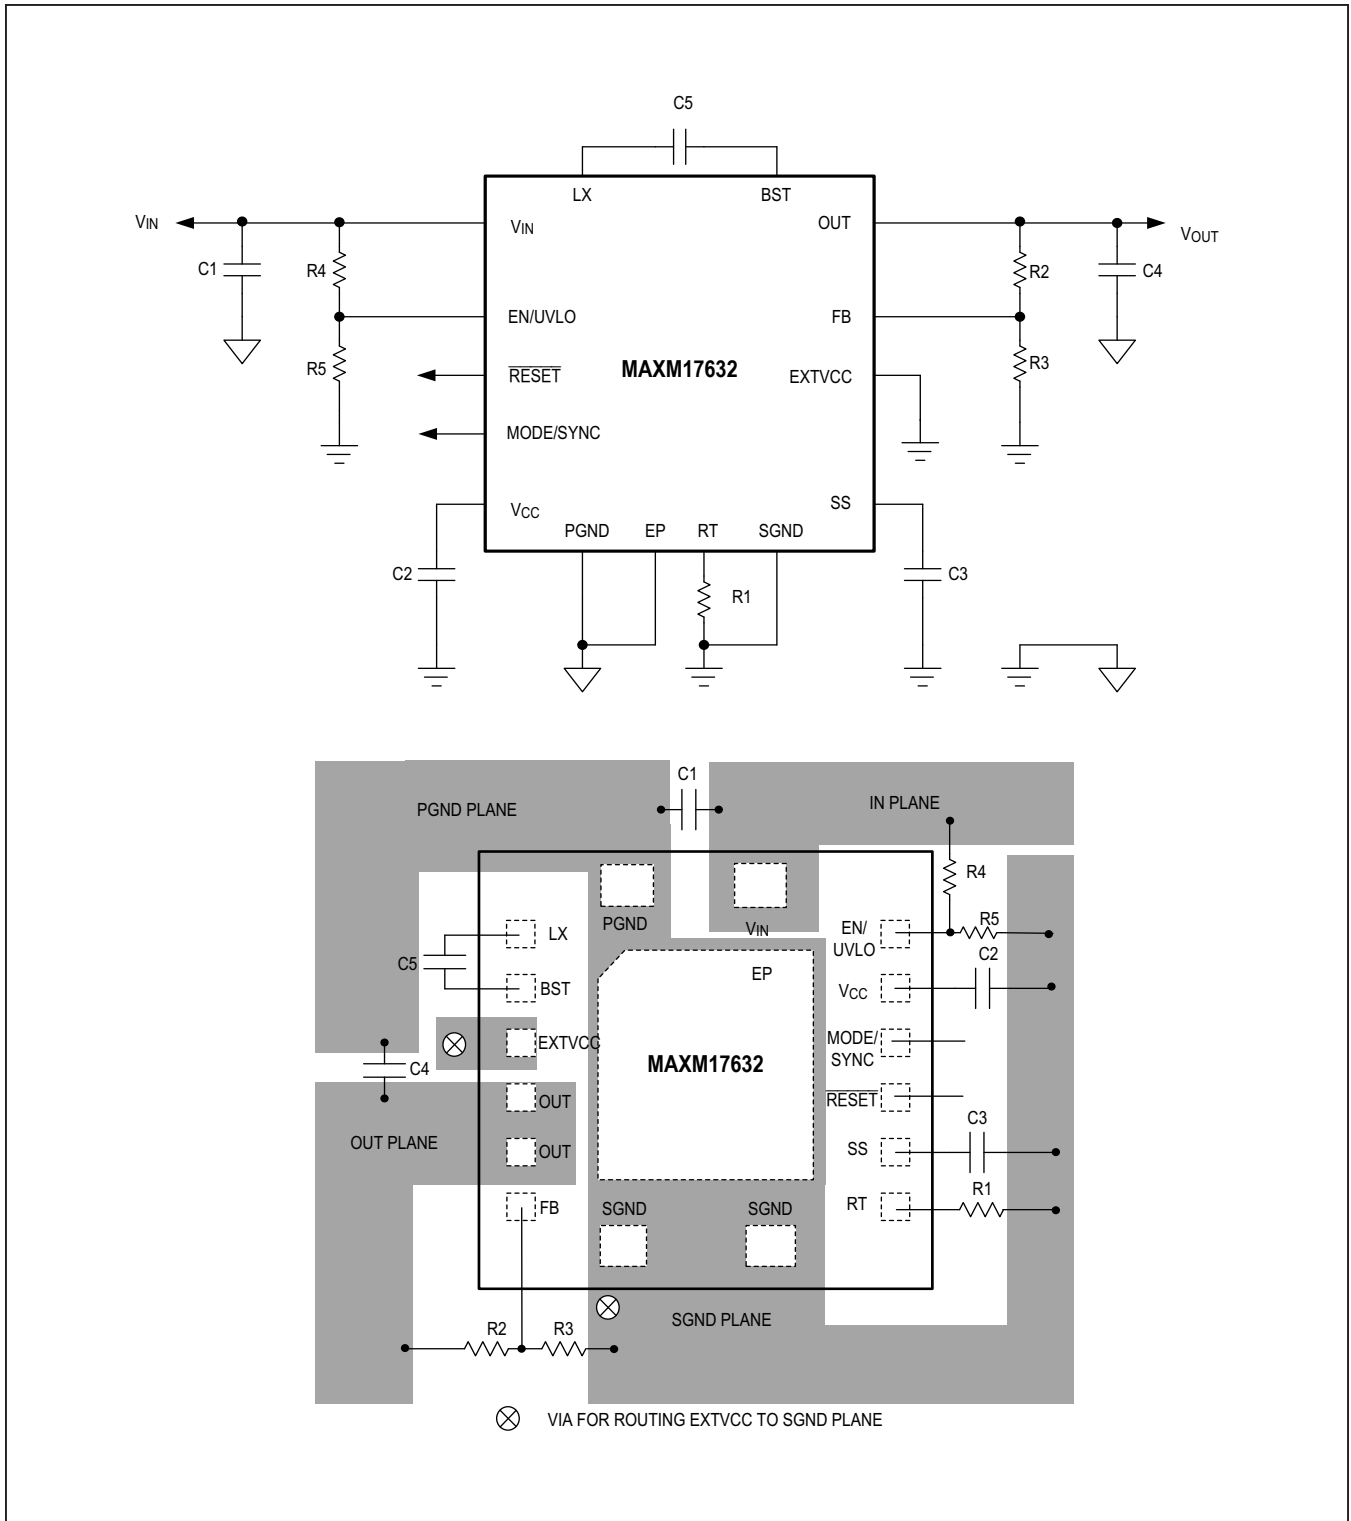 C5
LX
BST
VIN
VIN
OUT
VOUT
C1
R4
R2
C4
EN/UVLO
FB
R5
RESET
MAXM17632
EXTVCC
R3
MODE/SYNC
VCC
SS
PGND
EP
RT
SGND
C2
R1
C3
C1
PGND PLANE
IN PLANE
R4
PGND
VIN
EN/
UVLO
R5
LX
C5
EP
C2
BST
VCC
EXTVCC
MODE/
SYNC
MAXM17632
C4
OUT
RESET
OUT PLANE
OUT
C3
SS
R1
FB
SGND
SGND
RT
SGND PLANE
R2
R3
VIA FOR ROUTING EXTVCC TO SGND PLANE